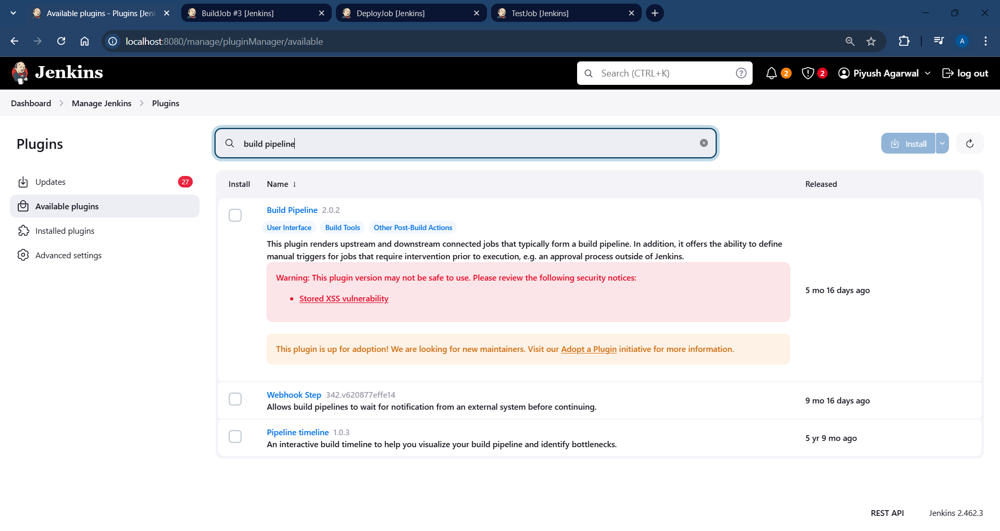 Available plugins - Plugins [Jen
BuildJob #3 [Jenkins]
DeployJob [Jenkins]
TestJob [Jenkins]
localhost:8080/manage/pluginManager/available
A
Jenkins
Search (CTRL+K)
2
2
Piyush Agarwal
log out
Dashboard
Manage Jenkins
Plugins
Plugins
build pipeline
Install
Updates
27
Available plugins
Installed plugins
Advanced settings
Install
Name ↓
Released
Build Pipeline 2.0.2
User Interface
Build Tools
Other Post-Build Actions
This plugin renders upstream and downstream connected jobs that typically form a build pipeline. In addition, it offers the ability to define
manual triggers for jobs that require intervention prior to execution, e.g. an approval process outside of Jenkins.
Warning: This plugin version may not be safe to use. Please review the following security notices:
• Stored XSS vulnerability
5 mo 16 days ago
This plugin is up for adoption! We are looking for new maintainers. Visit our Adopt a Plugin initiative for more information.
Webhook Step 342.v620877effe14
Allows build pipelines to wait for notification from an external system before continuing.
9 mo 16 days ago
Pipeline timeline 1.0.3
An interactive build timeline to help you visualize your build pipeline and identify bottlenecks.
5 yr 9 mo ago
REST API
Jenkins 2.462.3